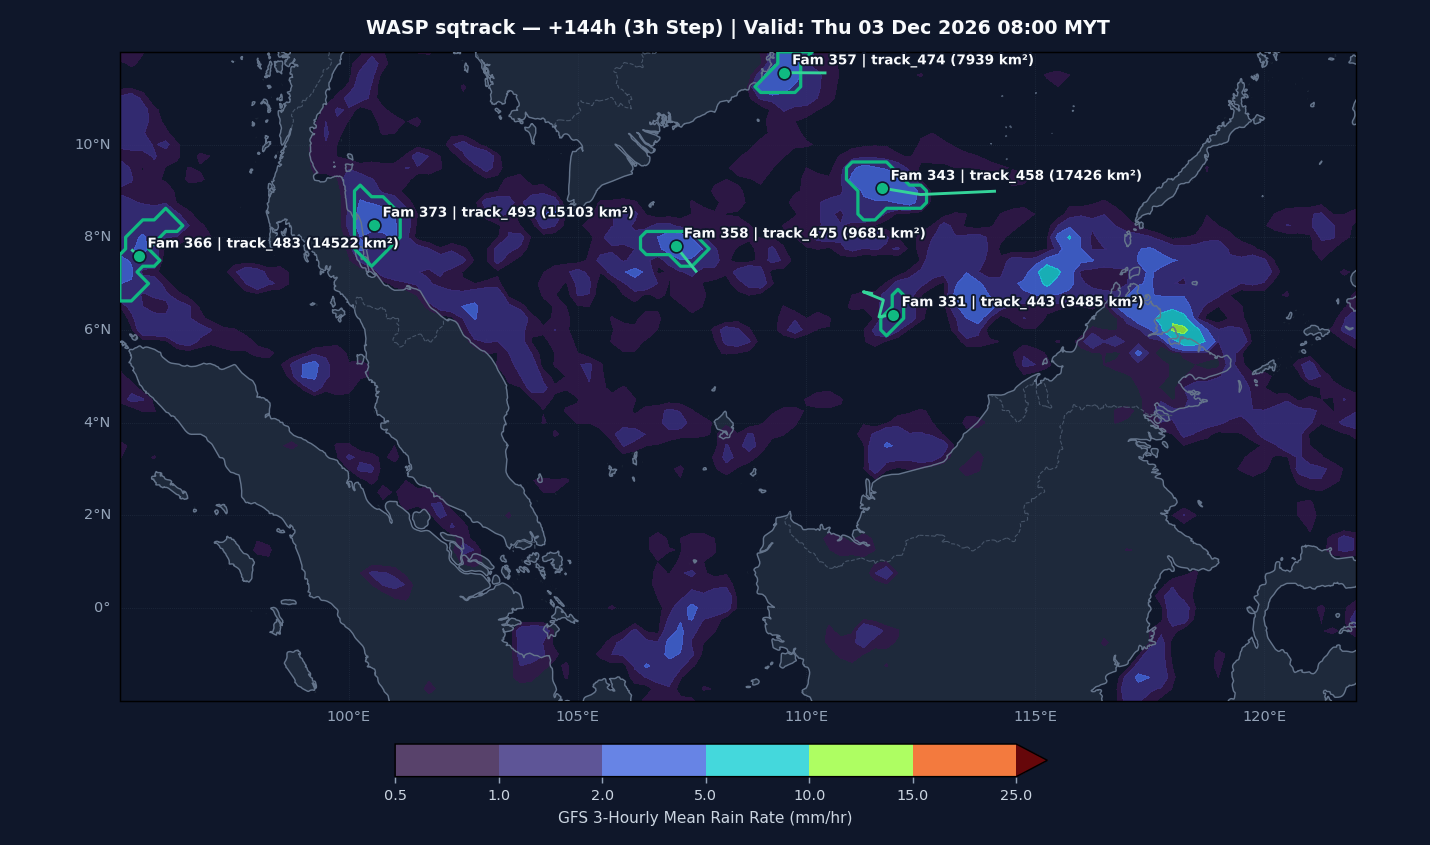 WASP sqtrack — +144h (3h Step) | Valid: Thu 03 Dec 2026 08:00 MYT
Fam 357 | track_474 (7939 km²)
10°N
Fam 343 | track_458 (17426 km²)
Fam 373 | track_493 (15103 km²)
8°N
Fam 358 | track_475 (9681 km²)
Fam 366 | track_483 (14522 km²)
Fam 331 | track_443 (3485 km²)
6°N
4°N
2°N
0°
100°E 105°E 110°E 115°E 120°E
0.5 1.0 2.0 5.0 10.0 15.0 25.0
GFS 3-Hourly Mean Rain Rate (mm/hr)